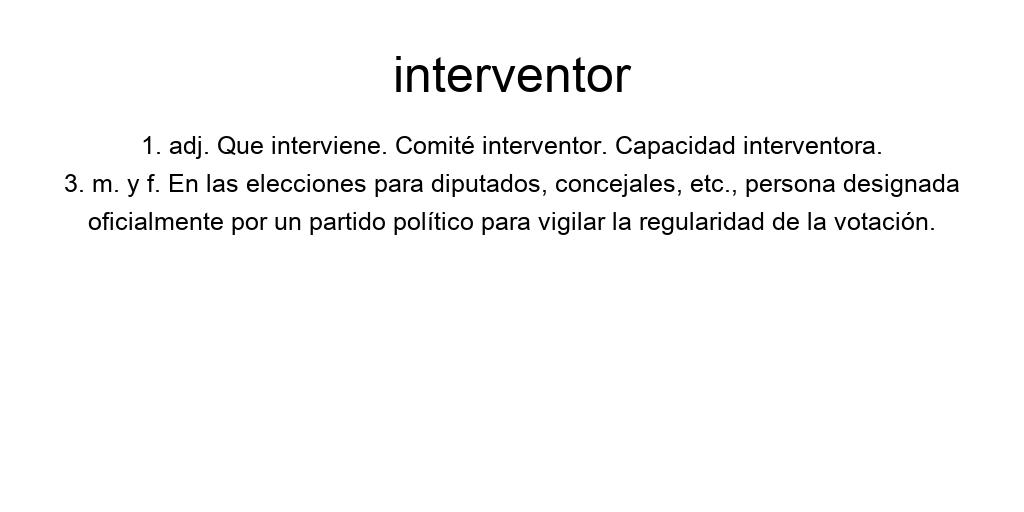 interventor
1. adj. Que interviene. Comité interventor. Capacidad interventora.
3. m. y f. En las elecciones para diputados, concejales, etc., persona designada
oficialmente por un partido político para vigilar la regularidad de la votación.